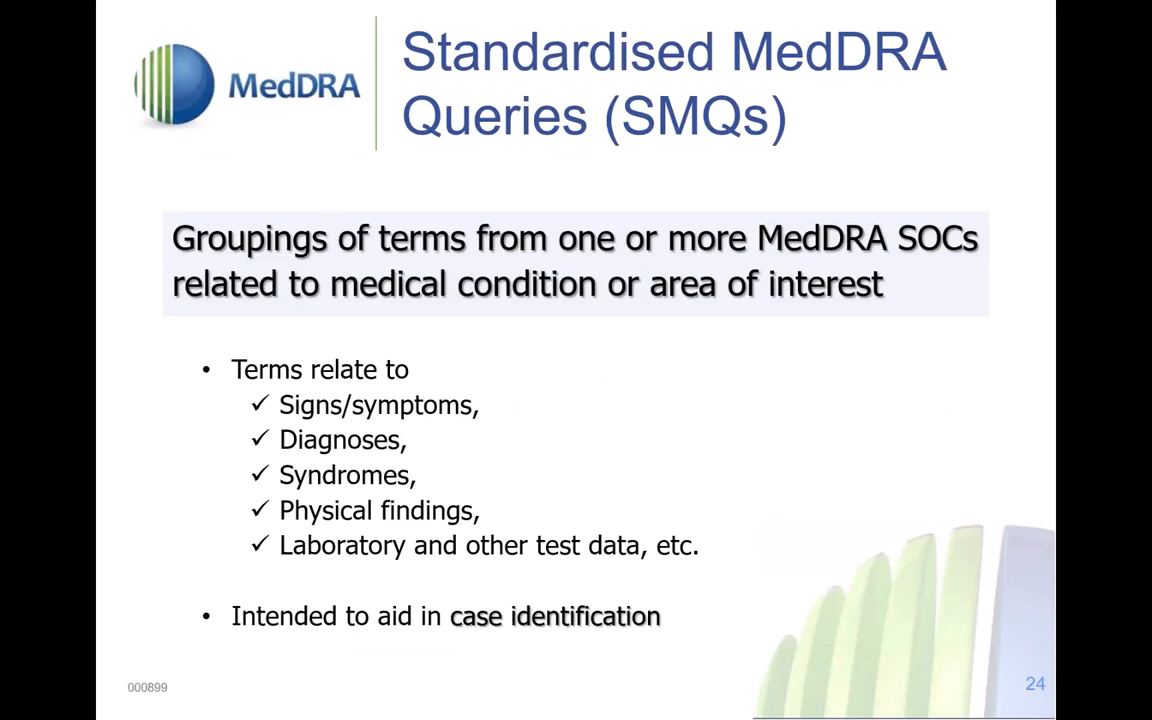 MedDRA
Standardised MedDRA
Queries (SMQs)
Groupings of terms from one or more MedDRA SOCs
related to medical condition or area of interest
• Terms relate to
✓ Signs/symptoms,
✓ Diagnoses,
✓ Syndromes,
✓ Physical findings,
✓ Laboratory and other test data, etc.
• Intended to aid in case identification
000899
24